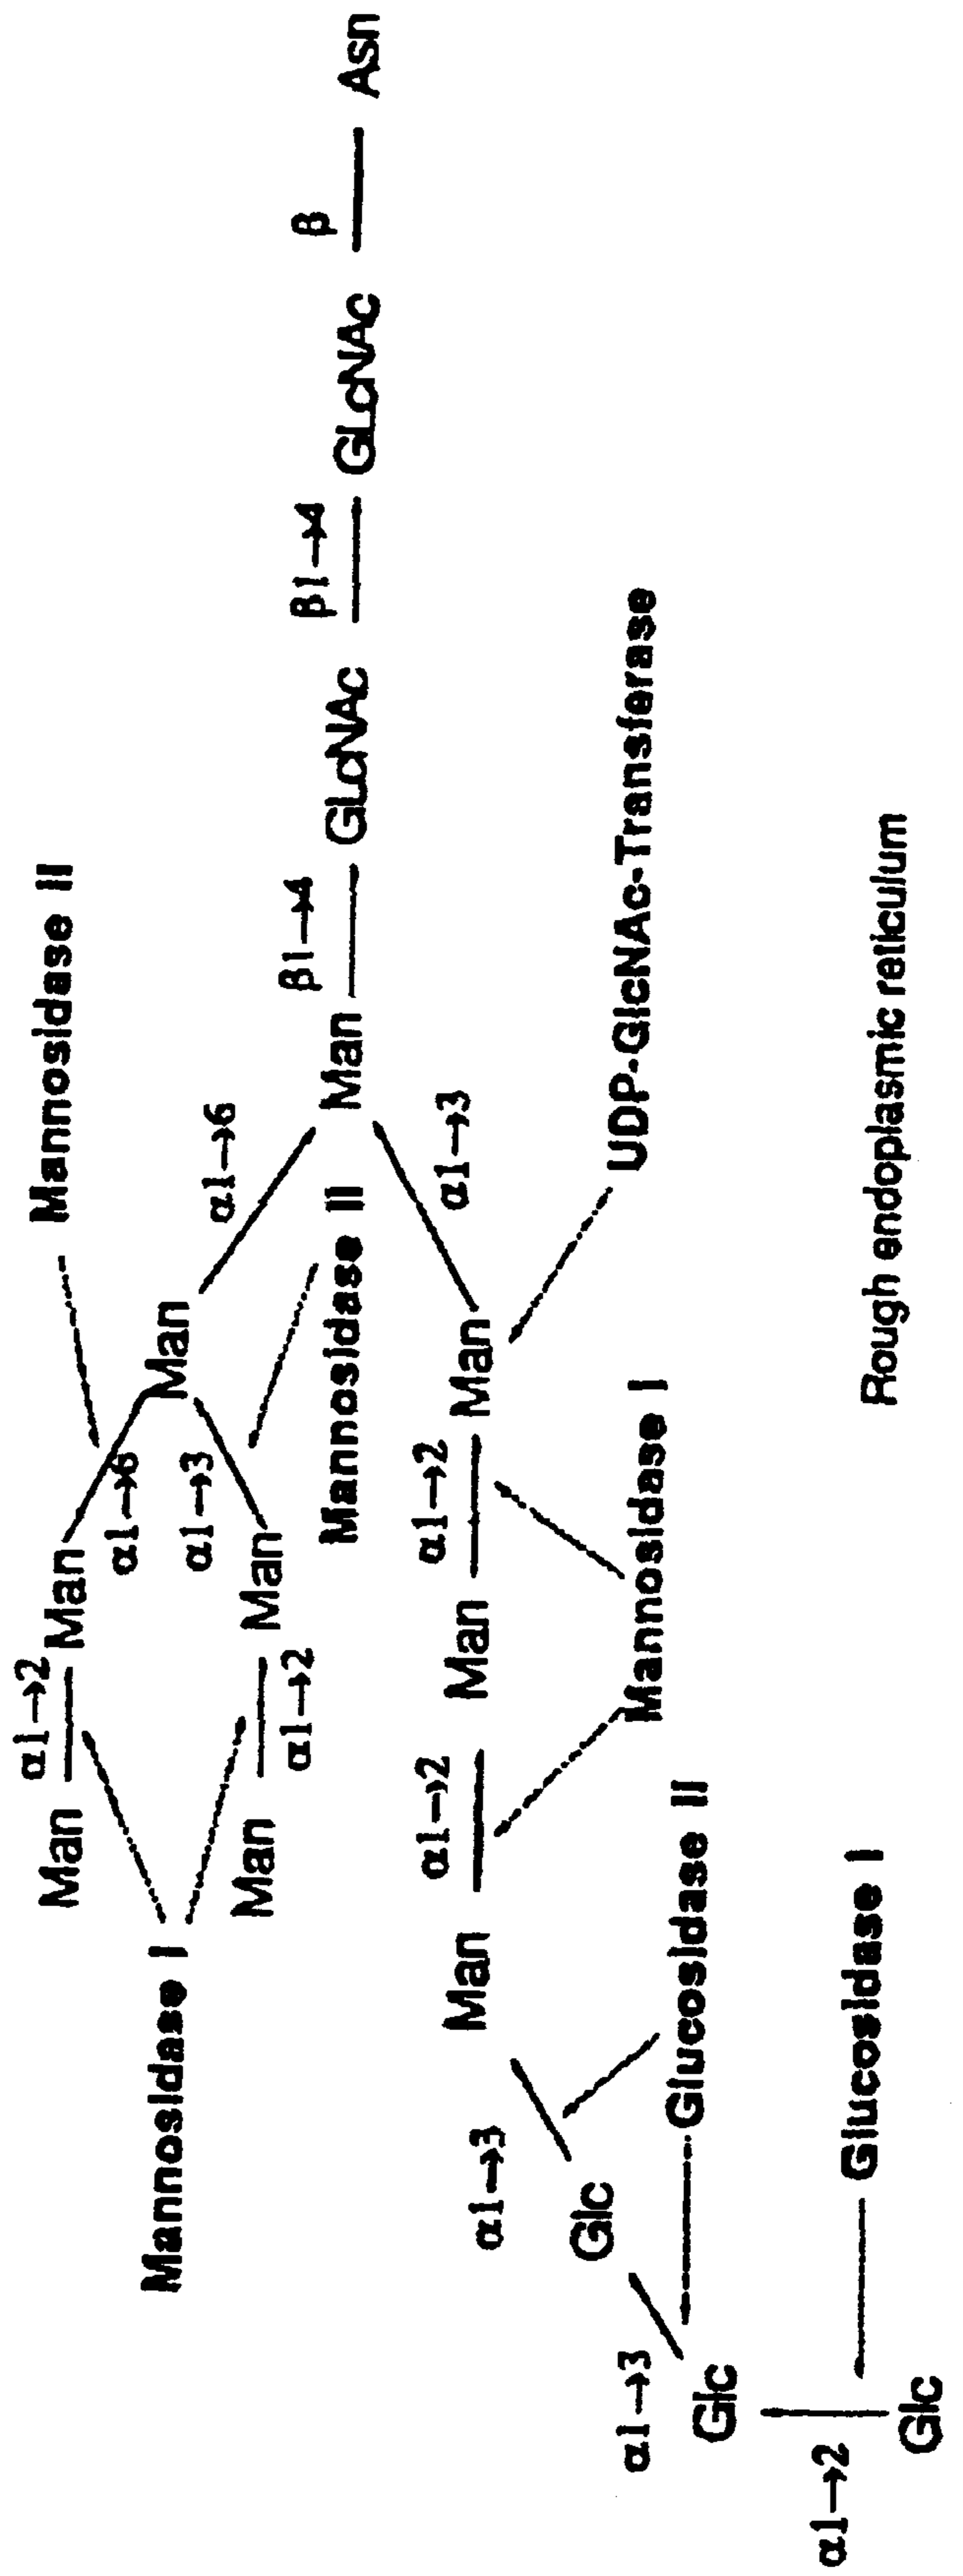 Mannosidase II
α1→2
Man
Man
α1→6
Mannosidase I
α1→6
Man
α1→3
Man
Man
α1→2
Mannosidase II
β1→4
β1→4
β
Man
GLcNAc
GLcNAc
Asn
α1→3
α1→2
α1→2
Man
Man
Man
α1→3
Glc
Mannosidase I
UDP-GlcNAc-Transferase
α1→3
Glc
Glucosidase II
α1→2
Glc
Glucosidase I
Rough endoplasmic reticulum